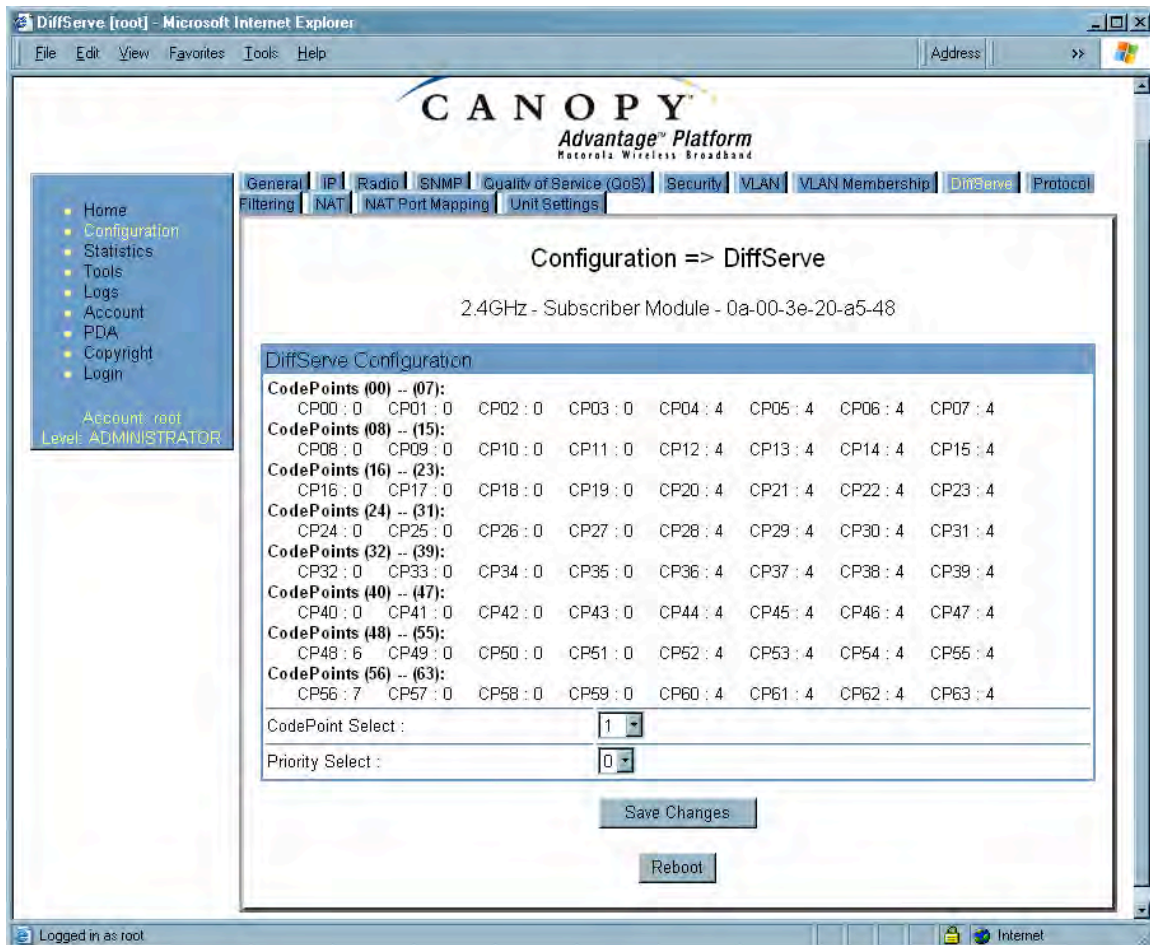 DiffServe [root] - Microsoft Internet Explorer
File Edit View Favorites Tools Help Address >>
CANOPY
Advantage™ Platform
Motorola Wireless Broadband
General IP Radio SNMP Quality of Service (QoS) Security VLAN VLAN Membership DiffServe Protocol
Filtering NAT NAT Port Mapping Unit Settings
Home
Configuration
Statistics
Tools
Logs
Account
PDA
Copyright
Login
Account: root
Level: ADMINISTRATOR
Configuration => DiffServe
2.4GHz - Subscriber Module - 0a-00-3e-20-a5-48
DiffServe Configuration
CodePoints (00) -- (07):
CP00 : 0 CP01 : 0 CP02 : 0 CP03 : 0 CP04 : 4 CP05 : 4 CP06 : 4 CP07 : 4
CodePoints (08) -- (15):
CP08 : 0 CP09 : 0 CP10 : 0 CP11 : 0 CP12 : 4 CP13 : 4 CP14 : 4 CP15 : 4
CodePoints (16) -- (23):
CP16 : 0 CP17 : 0 CP18 : 0 CP19 : 0 CP20 : 4 CP21 : 4 CP22 : 4 CP23 : 4
CodePoints (24) -- (31):
CP24 : 0 CP25 : 0 CP26 : 0 CP27 : 0 CP28 : 4 CP29 : 4 CP30 : 4 CP31 : 4
CodePoints (32) -- (39):
CP32 : 0 CP33 : 0 CP34 : 0 CP35 : 0 CP36 : 4 CP37 : 4 CP38 : 4 CP39 : 4
CodePoints (40) -- (47):
CP40 : 0 CP41 : 0 CP42 : 0 CP43 : 0 CP44 : 4 CP45 : 4 CP46 : 4 CP47 : 4
CodePoints (48) -- (55):
CP48 : 6 CP49 : 0 CP50 : 0 CP51 : 0 CP52 : 4 CP53 : 4 CP54 : 4 CP55 : 4
CodePoints (56) -- (63):
CP56 : 7 CP57 : 0 CP58 : 0 CP59 : 0 CP60 : 4 CP61 : 4 CP62 : 4 CP63 : 4
CodePoint Select : 1
Priority Select : 0
Save Changes
Reboot
Logged in as root Internet